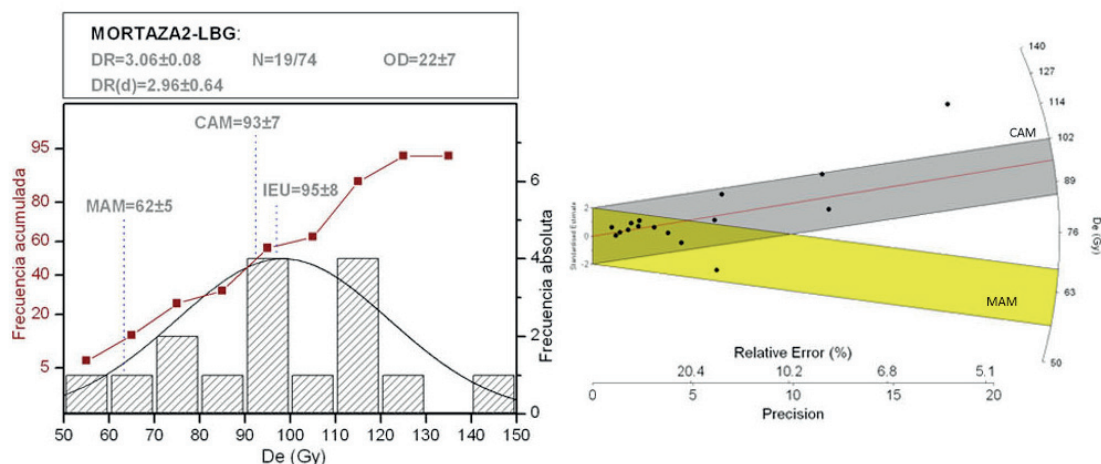 MORTAZA2-LBG:
DR=3.06±0.08 N=19/74 OD=22±7
DR(d)=2.96±0.64
CAM=93±7
IEU=95±8
MAM=62±5
Frecuencia acumulada
95
80
60
40
20
5
Frecuencia absoluta
6
4
2
0
50 60 70 80 90 100 110 120 130 140 150
De (Gy)
140
127
114
102
89
76
63
50
De (Gy)
CAM
MAM
Standardised Estimate
2
0
-2
Relative Error (%)
20.4 10.2 6.8 5.1
0 5 10 15 20
Precision